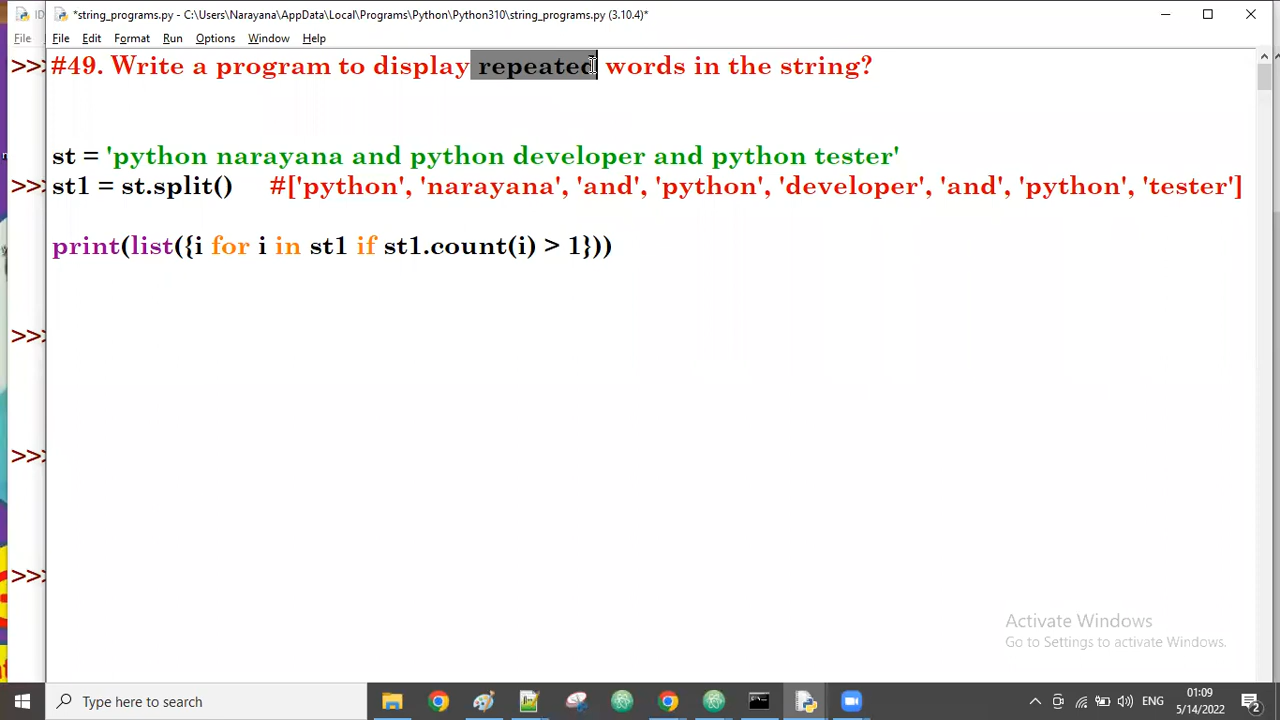 *string_programs.py - C:\Users\Narayana\AppData\Local\Programs\Python\Python310\string_programs.py (3.10.4)*
File
File Edit Format Run Options Window Help
>>> #49. Write a program to display repeated words in the string?
st = 'python narayana and python developer and python tester'
>>> st1 = st.split() #['python', 'narayana', 'and', 'python', 'developer', 'and', 'python', 'tester']
print(list({i for i in st1 if st1.count(i) > 1}))
>>>
>>>
>>>
Activate Windows
Go to Settings to activate Windows.
Type here to search
ENG
01:09
5/14/2022
2